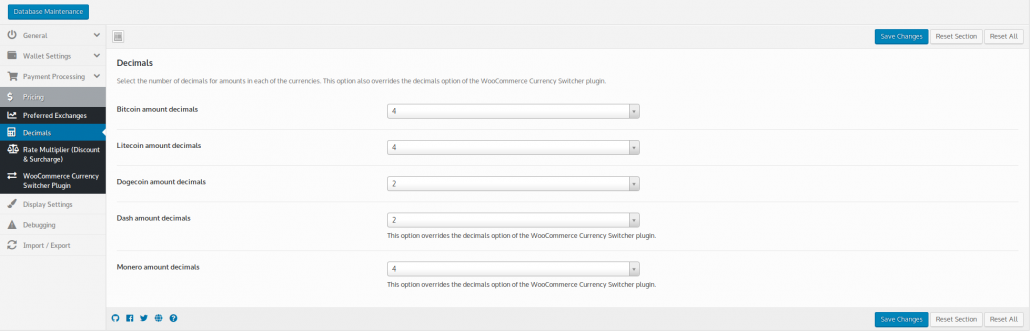 Database Maintenance
General
Wallet Settings
Payment Processing
Pricing
Preferred Exchanges
Decimals
Rate Multiplier (Discount
& Surcharge)
WooCommerce Currency
Switcher Plugin
Display Settings
Debugging
Import / Export
Save Changes Reset Section Reset All
Decimals
Select the number of decimals for amounts in each of the currencies. This option also overrides the decimals option of the WooCommerce Currency Switcher plugin.
Bitcoin amount decimals 4
Litecoin amount decimals 4
Dogecoin amount decimals 2
Dash amount decimals 2
This option overrides the decimals option of the WooCommerce Currency Switcher plugin.
Monero amount decimals 4
This option overrides the decimals option of the WooCommerce Currency Switcher plugin.
Save Changes Reset Section Reset All